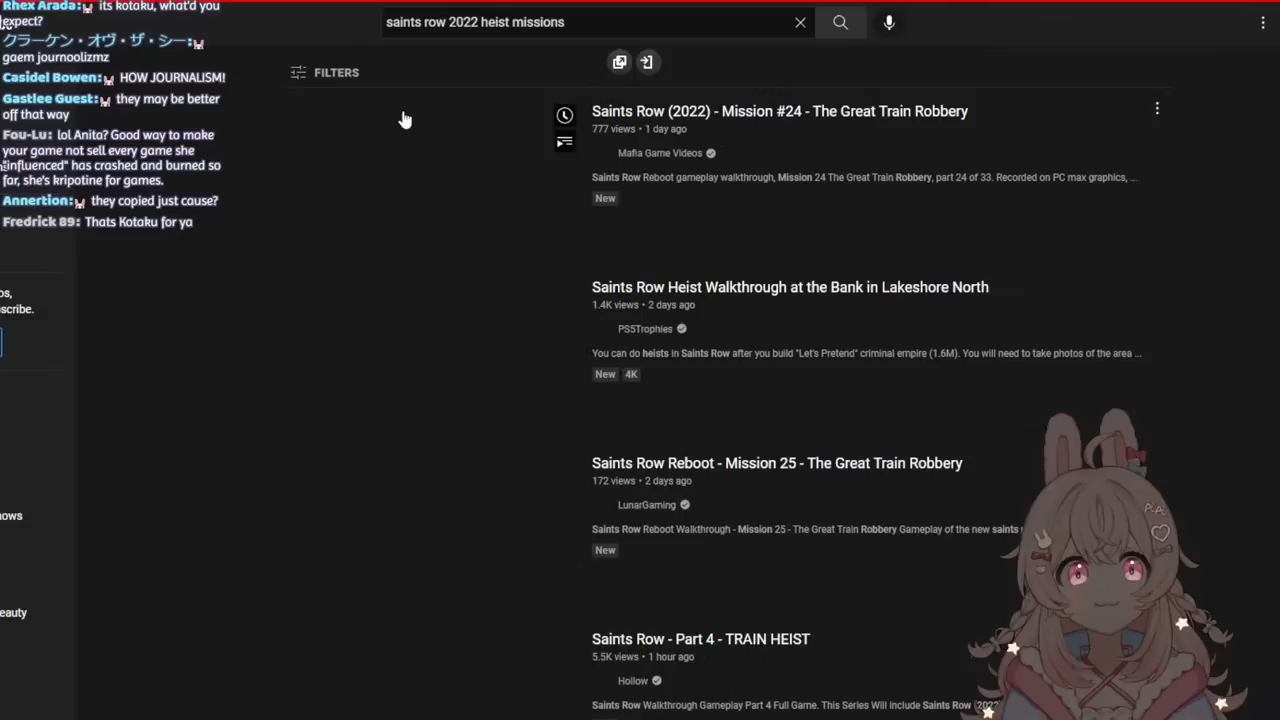 Rhex Arada: its kotaku, what'd you
expect?
クラーケン・オヴ・ザ・シー:
gaem journoolizmz
Casidel Bowen: HOW JOURNALISM!
Gastlee Guest: they may be better
off that way
Fou-Lu: lol Anita? Good way to make
your game not sell every game she
"influenced" has crashed and burned so
far, she's kripotine for games.
Annertion: they copied just cause?
Fredrick 89: Thats Kotaku for ya
os,
scribe.
nows
eauty
saints row 2022 heist missions
FILTERS
Saints Row (2022) - Mission #24 - The Great Train Robbery
777 views • 1 day ago
Mafia Game Videos
Saints Row Reboot gameplay walkthrough, Mission 24 The Great Train Robbery, part 24 of 33. Recorded on PC max graphics, ...
New
Saints Row Heist Walkthrough at the Bank in Lakeshore North
1.4K views • 2 days ago
PS5Trophies
You can do heists in Saints Row after you build "Let's Pretend" criminal empire (1.6M). You will need to take photos of the area ...
New 4K
Saints Row Reboot - Mission 25 - The Great Train Robbery
172 views • 2 days ago
LunarGaming
Saints Row Reboot Walkthrough - Mission 25 - The Great Train Robbery Gameplay of the new saints
New
Saints Row - Part 4 - TRAIN HEIST
5.5K views • 1 hour ago
Hollow
Saints Row Walkthrough Gameplay Part 4 Full Game. This Series Will Include Saints Row (2022